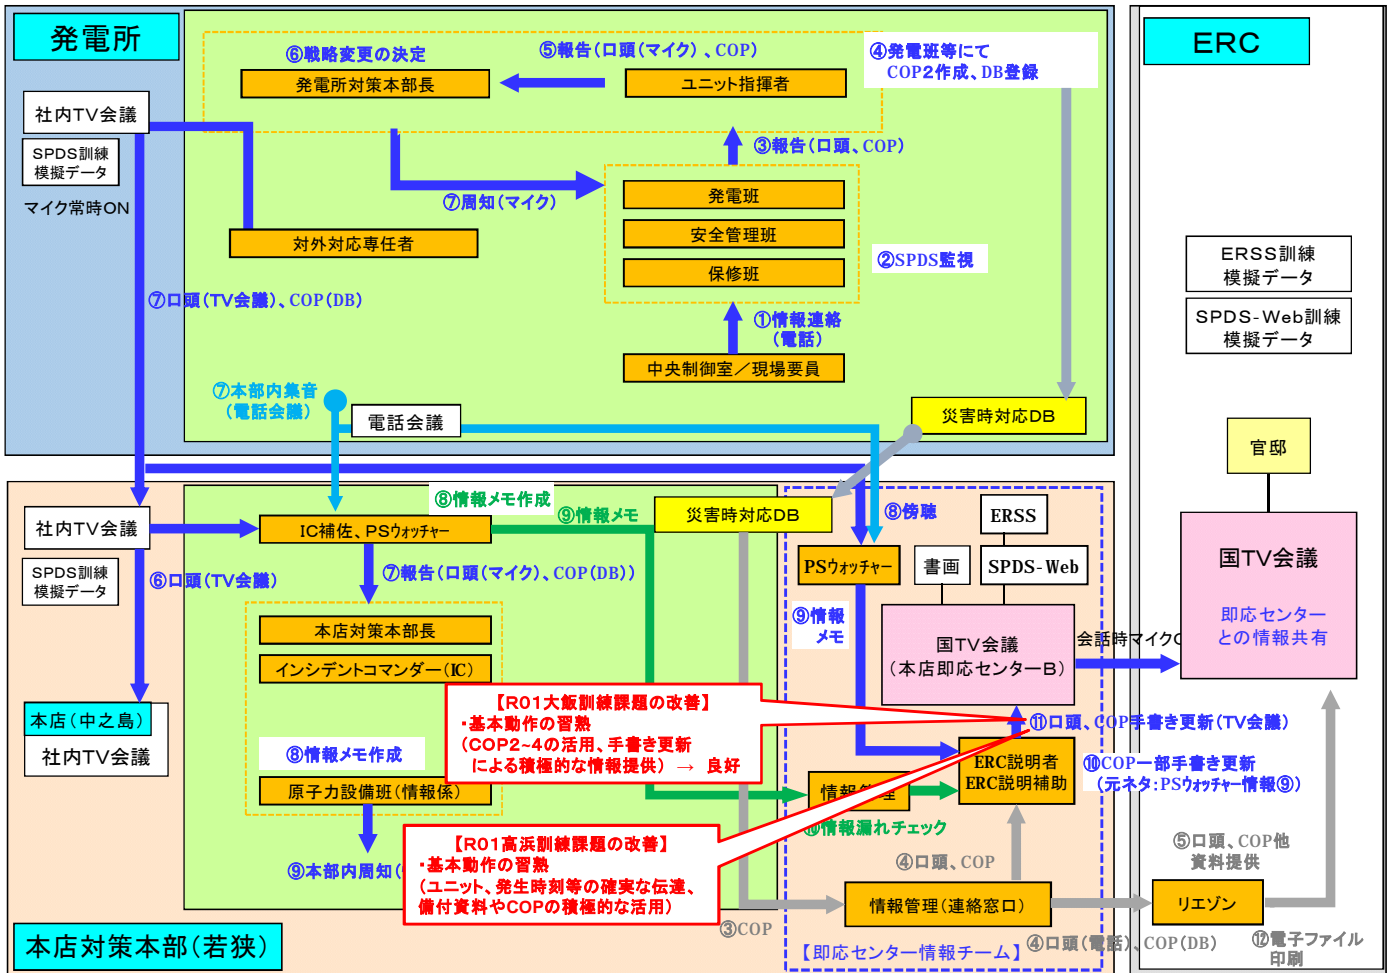 発電所
ERC
⑥戦略変更の決定
⑤報告(口頭(マイク)、COP)
④発電班等にて
COP2作成、DB登録
発電所対策本部長
ユニット指揮者
社内TV会議
SPDS訓練
模擬データ
マイク常時ON
③報告(口頭、COP)
⑦周知(マイク)
発電班
安全管理班
保修班
②SPDS監視
対外対応専任者
ERSS訓練
模擬データ
SPDS-Web訓練
模擬データ
⑦口頭(TV会議)、COP(DB)
①情報連絡
(電話)
中央制御室/現場要員
⑦本部内集音
(電話会議)
電話会議
災害時対応DB
官邸
⑧情報メモ作成
⑨情報メモ
災害時対応DB
⑧傍聴
ERSS
社内TV会議
IC補佐、PSウォッチャー
PSウォッチャー
書画
SPDS-Web
国TV会議
即応センター
との情報共有
SPDS訓練
模擬データ
⑥口頭(TV会議)
⑦報告(口頭(マイク)、COP(DB))
⑨情報
メモ
本店対策本部長
インシデントコマンダー(IC)
国TV会議
(本店即応センターB)
会話時マイク
本店(中之島)
社内TV会議
【R01大飯訓練課題の改善】
・基本動作の習熟
(COP2~4の活用、手書き更新
による積極的な情報提供) → 良好
⑪口頭、COP手書き更新(TV会議)
⑧情報メモ作成
原子力設備班(情報係)
情報管理
ERC説明者
ERC説明補助
⑩COP一部手書き更新
(元ネタ:PSウォッチャー情報⑨)
⑩情報漏れチェック
【R01高浜訓練課題の改善】
・基本動作の習熟
(ユニット、発生時刻等の確実な伝達、
備付資料やCOPの積極的な活用)
⑨本部内周知(
④口頭、COP
⑤口頭、COP他
資料提供
情報管理(連絡窓口)
リエゾン
③COP
④口頭(電話)、COP(DB)
⑫電子ファイル
印刷
本店対策本部(若狭)
【即応センター情報チーム】